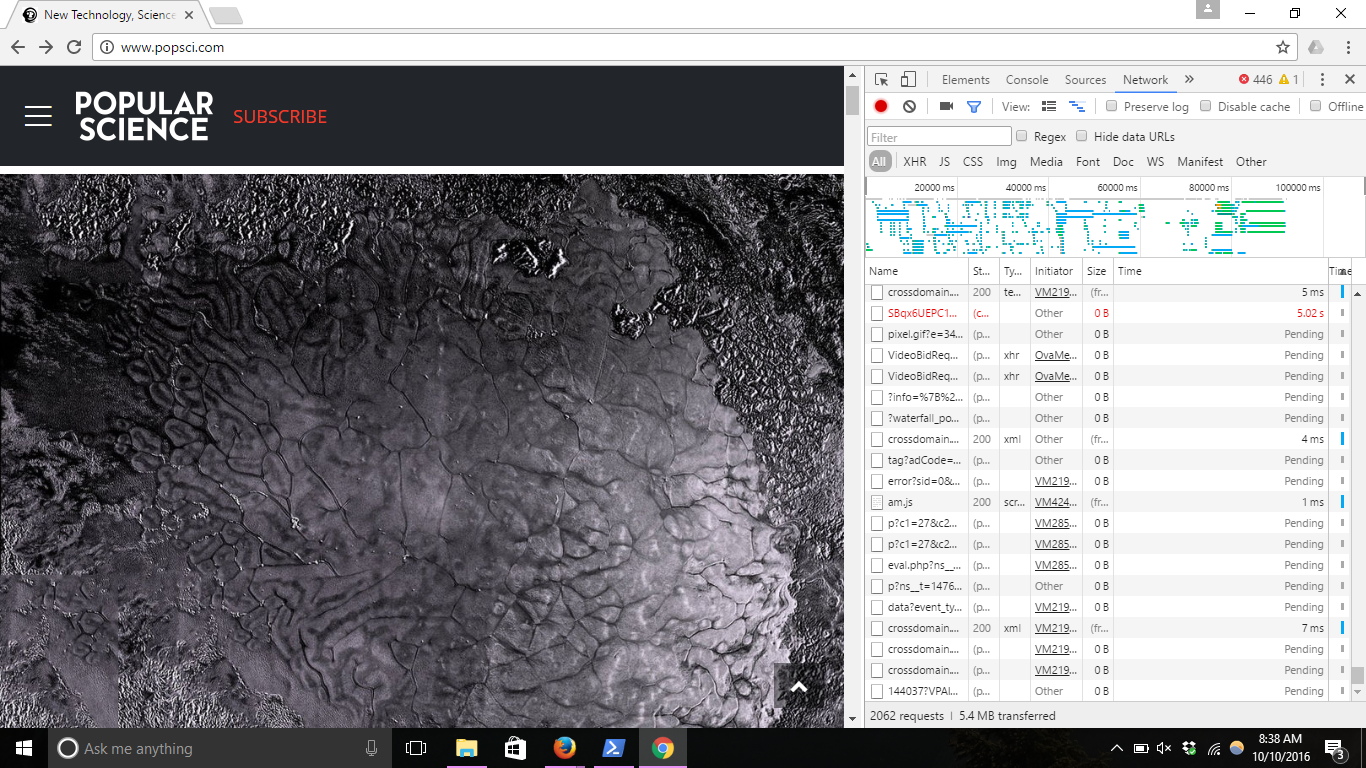 New Technology, Science
www.popsci.com
POPULAR
SCIENCE
SUBSCRIBE
Elements Console Sources Network » 446 1
View: Preserve log Disable cache Offline
Filter Regex Hide data URLs
All XHR JS CSS Img Media Font Doc WS Manifest Other
20000 ms 40000 ms 60000 ms 80000 ms 100000 ms
Name St... Ty... Initiator Size Time
crossdomain.... 200 te... VM219... (fr... 5 ms
SBqx6UEPC1... (c... Other 0 B 5.02 s
pixel.gif?e=34... (p... Other 0 B Pending
VideoBidReq... (p... xhr OvaMe... 0 B Pending
VideoBidReq... (p... xhr OvaMe... 0 B Pending
?info=%7B%2... (p... Other 0 B Pending
?waterfall_po... (p... Other 0 B Pending
crossdomain.... 200 xml Other (fr... 4 ms
tag?adCode=... (p... Other 0 B Pending
error?sid=0&... (p... VM219... 0 B Pending
am.js 200 scr... VM424... (fr... 1 ms
p?c1=27&c2... (p... VM285... 0 B Pending
p?c1=27&c2... (p... VM285... 0 B Pending
eval.php?ns__... (p... VM285... 0 B Pending
p?ns__t=1476... (p... Other 0 B Pending
data?event_ty... (p... VM219... 0 B Pending
crossdomain.... 200 xml VM219... (fr... 7 ms
crossdomain.... (p... VM219... 0 B Pending
crossdomain.... (p... VM219... 0 B Pending
144037?VPAI... (p... Other 0 B Pending
2062 requests | 5.4 MB transferred
Ask me anything
8:38 AM
10/10/2016
3